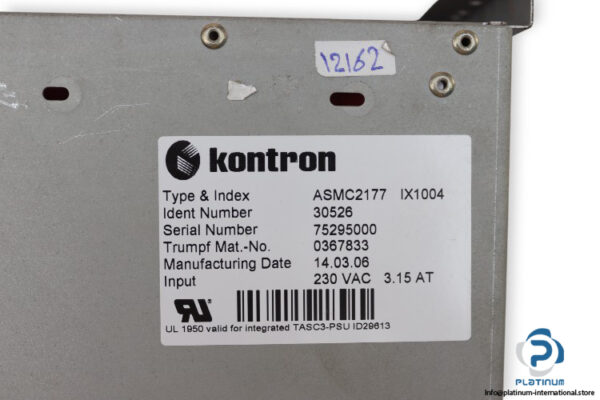 12162
kontron
Type & Index ASMC2177 IX1004
Ident Number 30526
Serial Number 75295000
Trumpf Mat.-No. 0367833
Manufacturing Date 14.03.06
Input 230 VAC 3.15 AT
UL 1950 valid for integrated TASC3-PSU ID29613
PLATINUM
Info@platinum-international.store